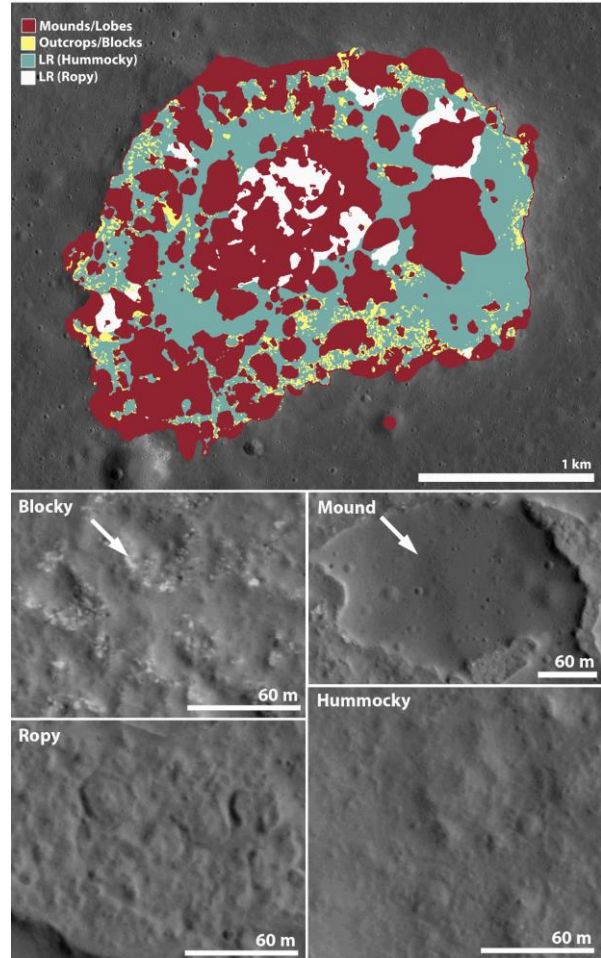 Mounds/Lobes
Outcrops/Blocks
LR (Hummocky)
LR (Ropy)
1 km
Blocky
60 m
Mound
60 m
Ropy
60 m
Hummocky
60 m